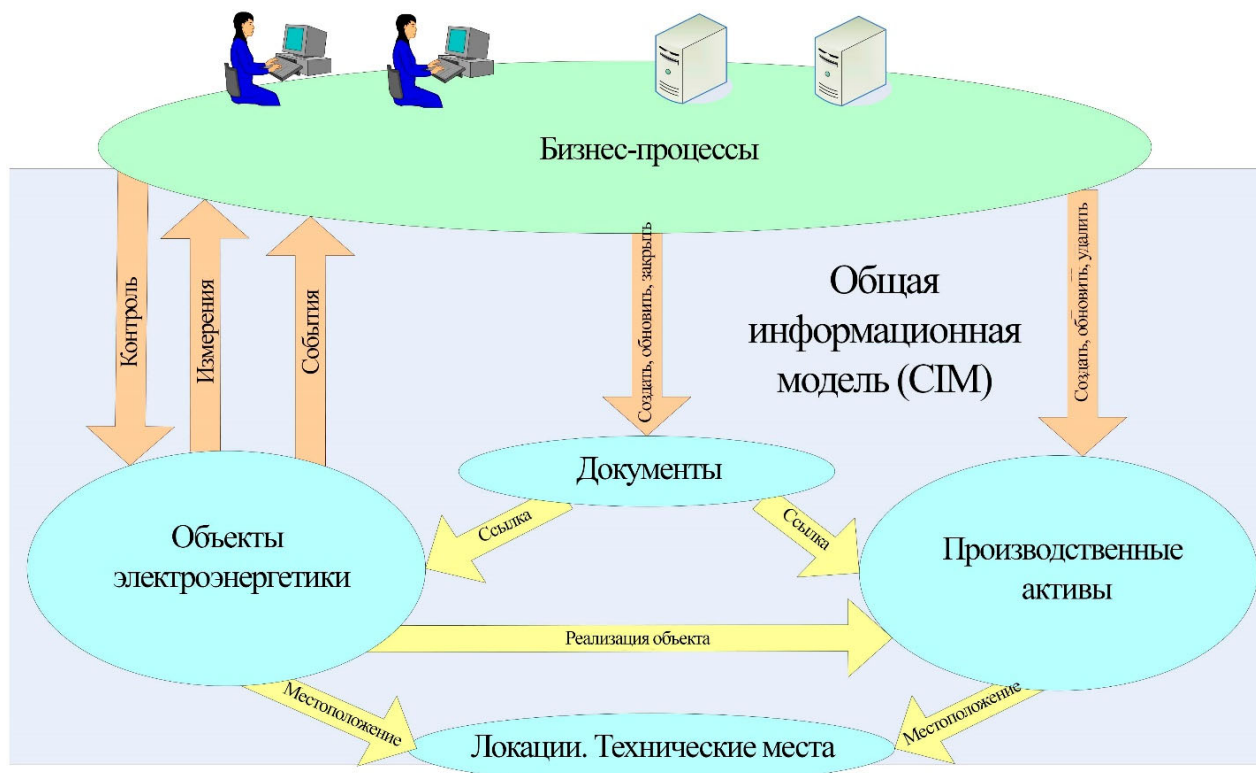 Бизнес-процессы
Контроль
Измерения
События
Создать, обновить, закрыть
Создать, обновить, удалить
Общая
информационная
модель (CIM)
Документы
Ссылка
Ссылка
Объекты
электроэнергетики
Производственные
активы
Реализация объекта
Местоположение
Местоположение
Локации. Технические места